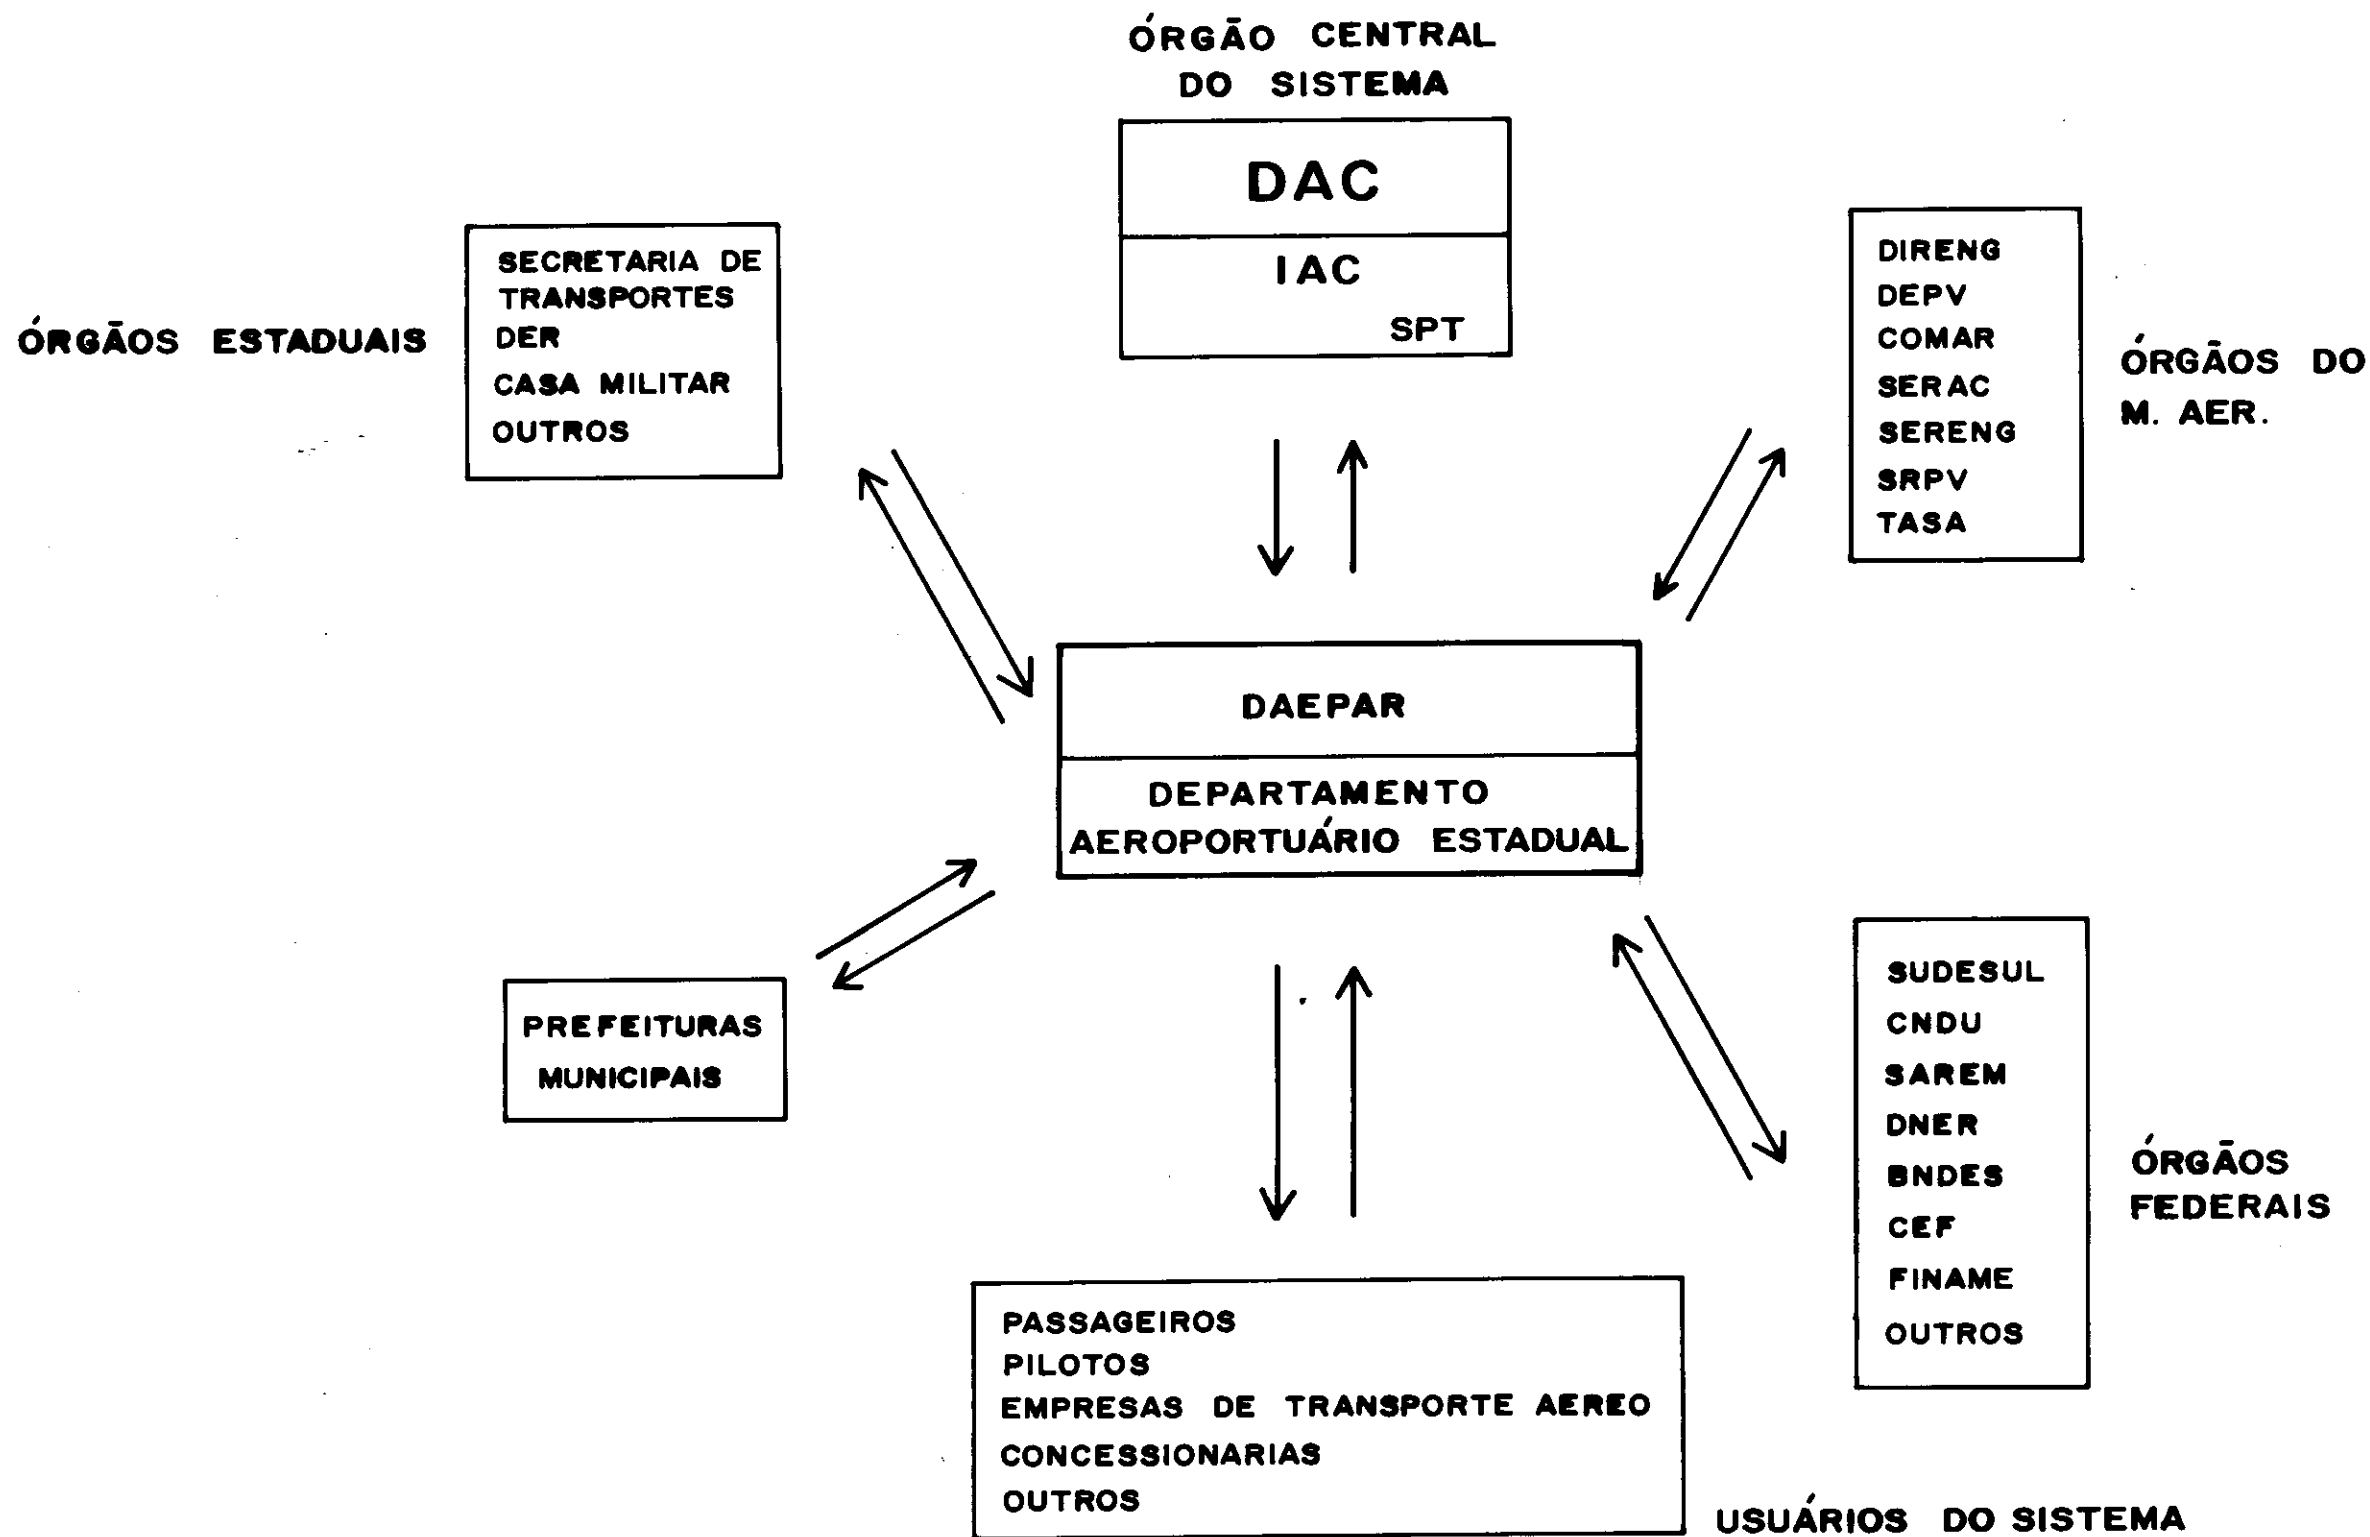 ÓRGÃO CENTRAL
DO SISTEMA
DAC
IAC
SPT
ÓRGÃOS ESTADUAIS
SECRETARIA DE
TRANSPORTES
DER
CASA MILITAR
OUTROS
DIRENG
DEPV
COMAR
SERAC
SERENG
SRPV
TASA
ÓRGÃOS DO
M. AER.
DAEPAR
DEPARTAMENTO
AEROPORTUÁRIO ESTADUAL
PREFEITURAS
MUNICIPAIS
SUDESUL
CNDU
SAREM
DNER
BNDES
CEF
FINAME
OUTROS
ÓRGÃOS
FEDERAIS
PASSAGEIROS
PILOTOS
EMPRESAS DE TRANSPORTE AEREO
CONCESSIONARIAS
OUTROS
USUÁRIOS DO SISTEMA